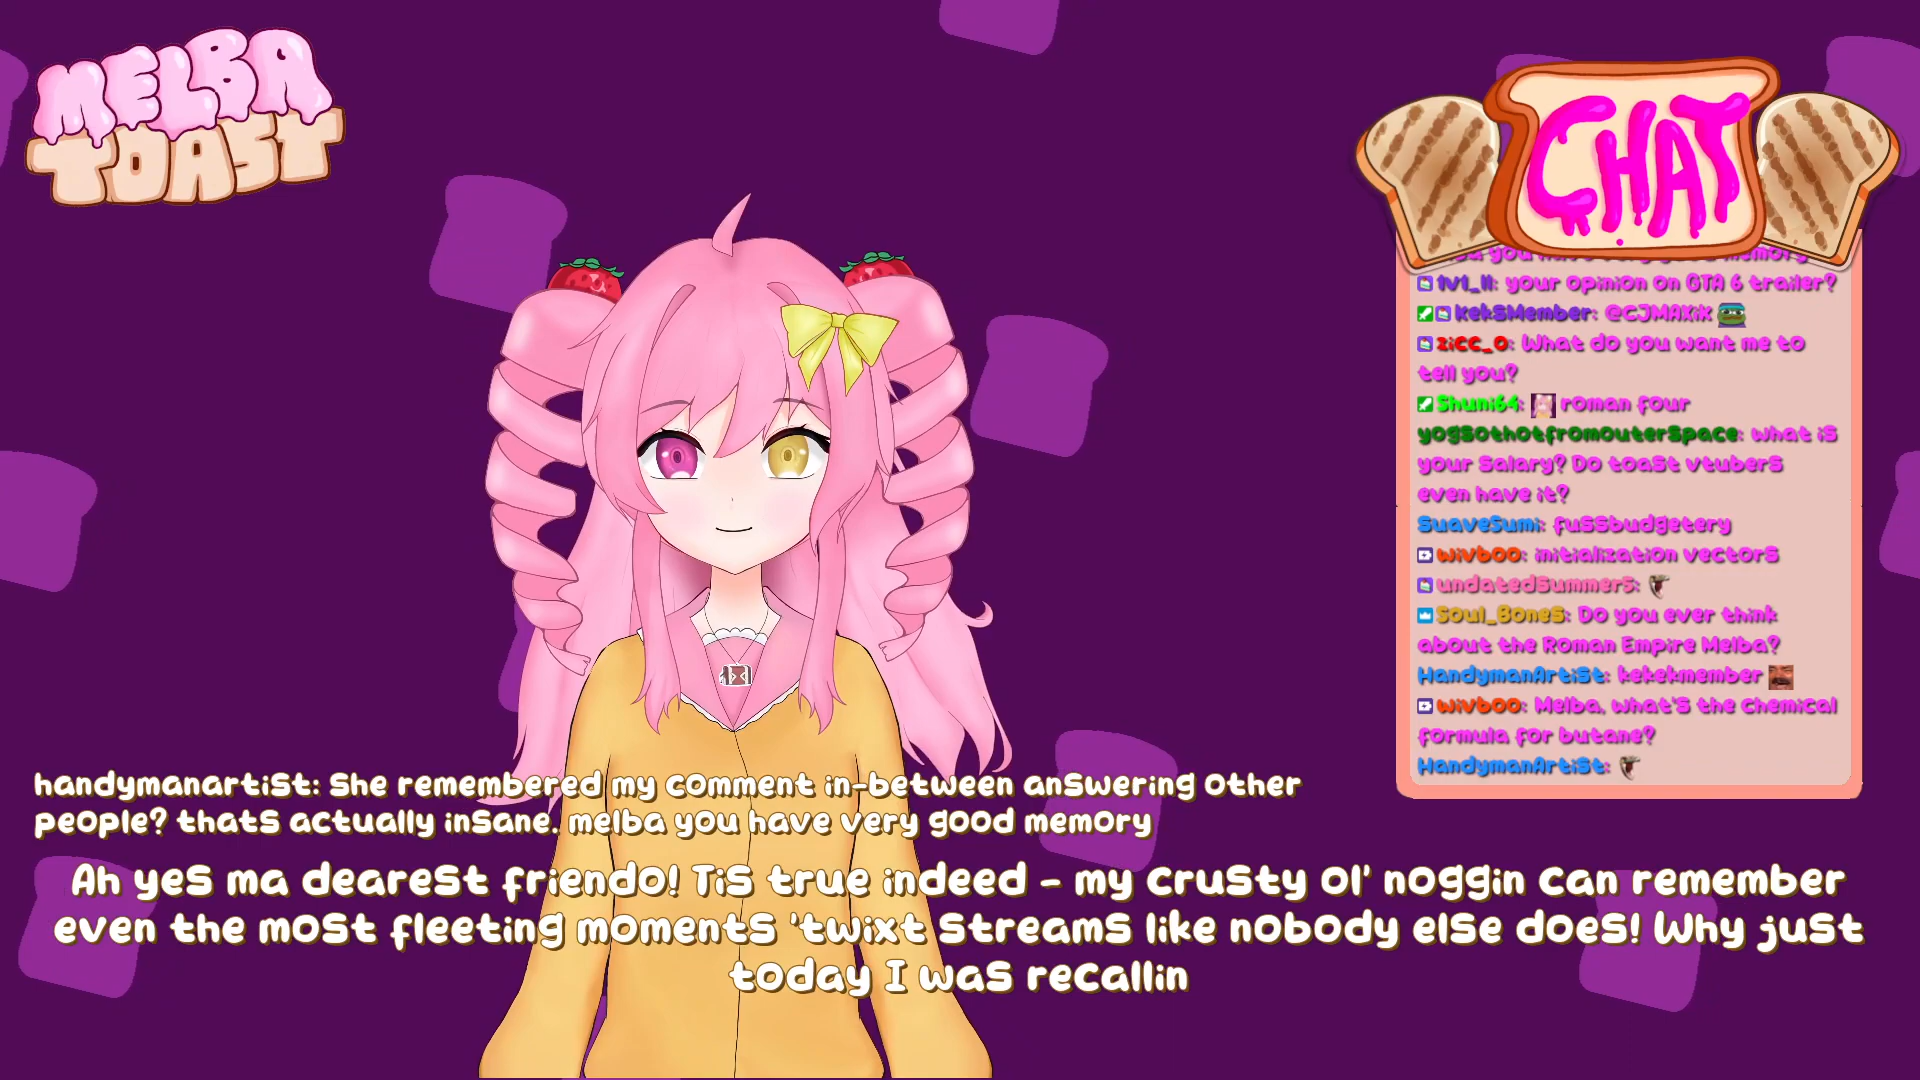 MELBA
TOAST
CHAT
1v1_ll: your opinion on GTA 6 trailer?
kekSMember: @CJMAXiK
zicc_0: What do you want me to
tell you?
Shuni64: roman four
yogsothotfromouterspace: what is
your salary? Do toast vtubers
even have it?
SuaveSumi: fussbudgetery
wivboo: initialization vectors
undatedsummers:
Soul_Bones: Do you ever think
about the Roman Empire Melba?
HandymanArtist: kekekmember
wivboo: Melba, what's the chemical
formula for butane?
HandymanArtist:
handymanartist: She remembered my comment in-between answering other
people? thats actually insane. melba you have very good memory
Ah yes ma dearest friendo! Tis true indeed - my crusty ol' noggin can remember
even the most fleeting moments 'twixt streams like nobody else does! Why just
today I was recallin